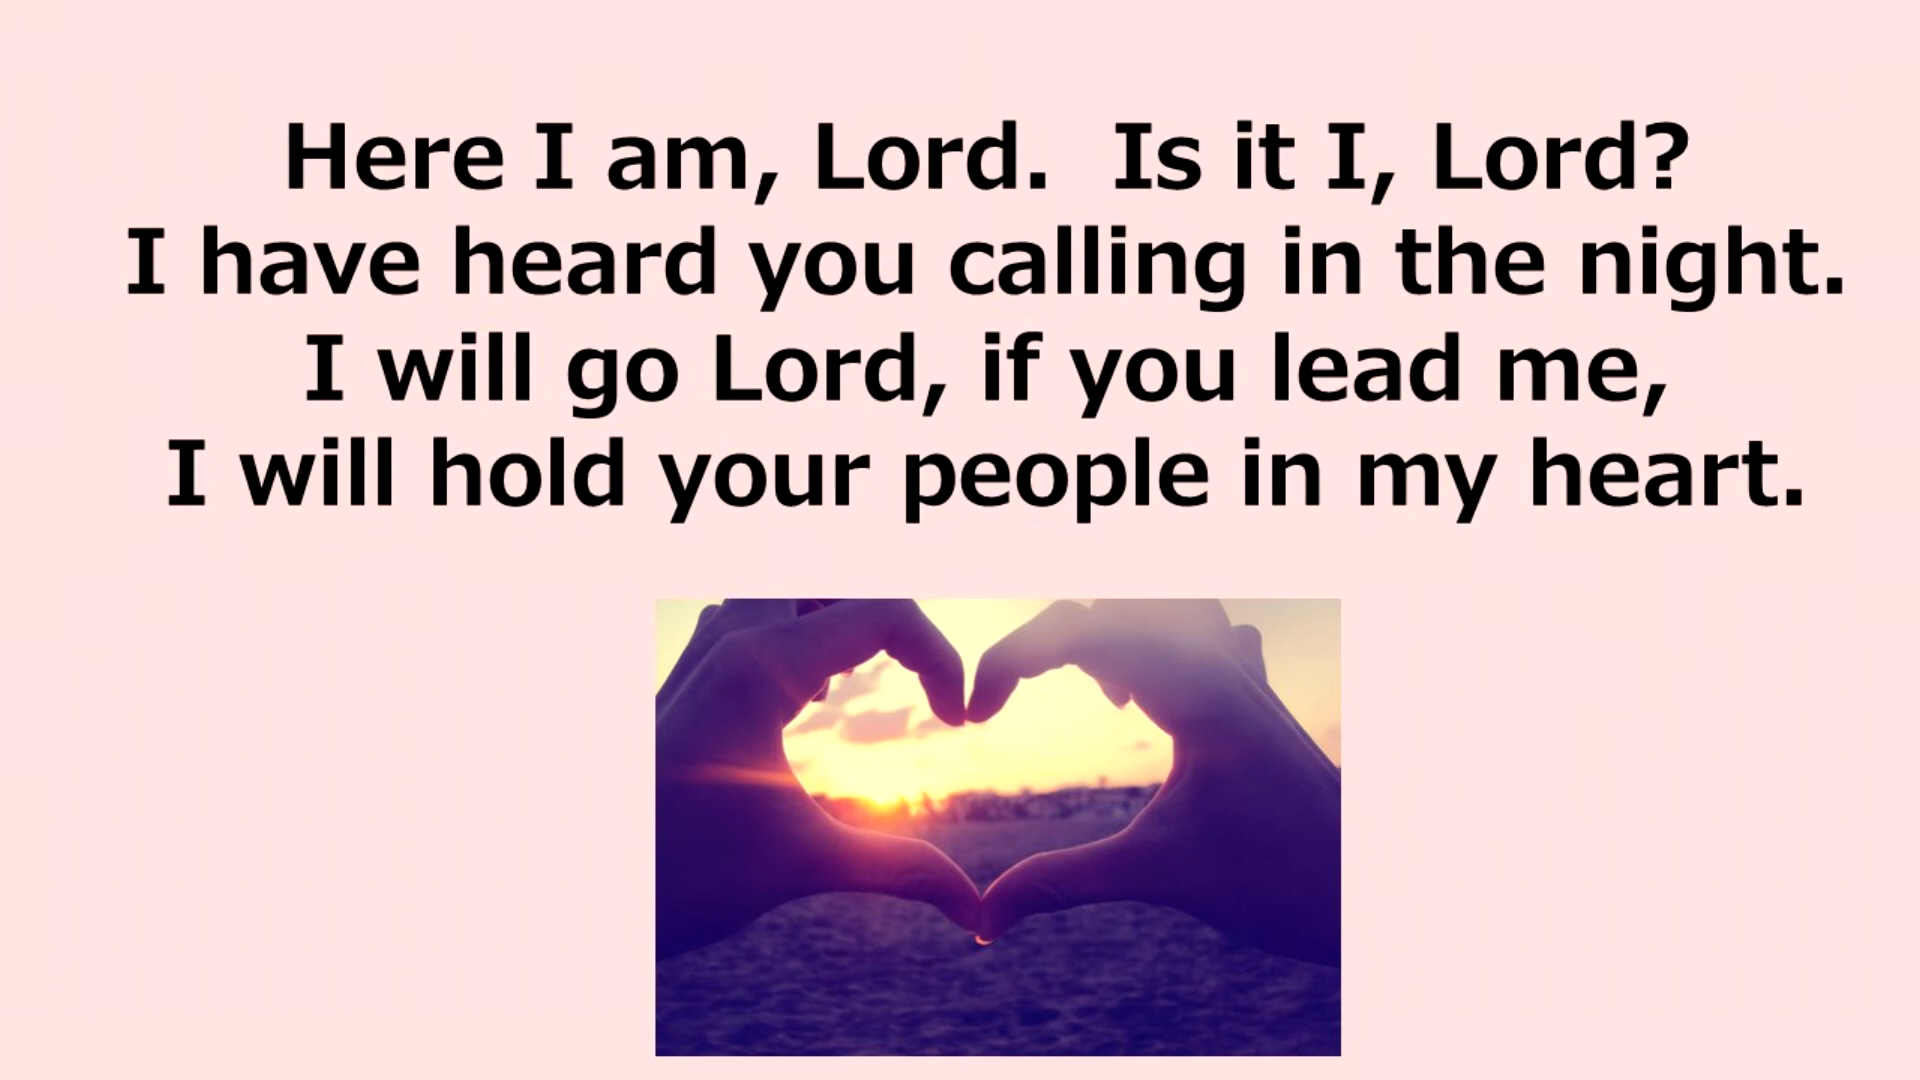 Here I am, Lord.  Is it I, Lord?
I have heard you calling in the night.
I will go Lord, if you lead me,
I will hold your people in my heart.